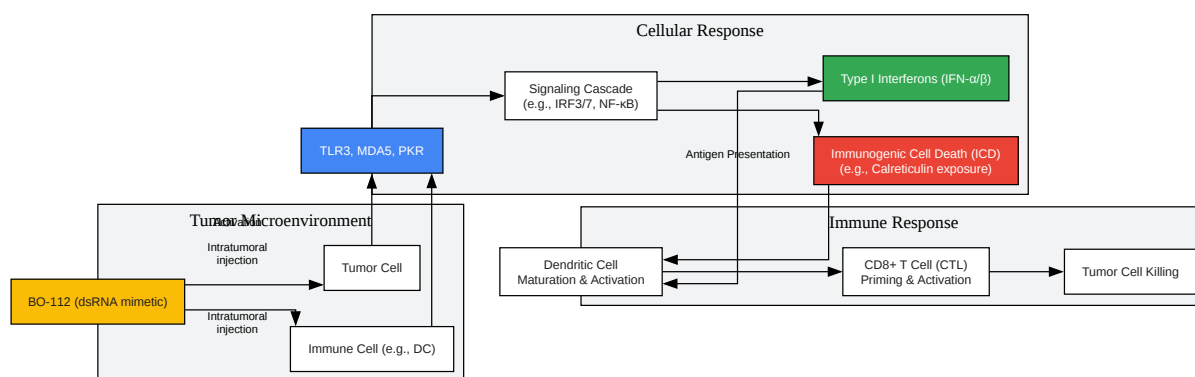 Cellular Response
Signaling Cascade
(e.g., IRF3/7, NF-κB)
Type I Interferons (IFN-α/β)
TLR3, MDA5, PKR
Antigen Presentation
Immunogenic Cell Death (ICD)
(e.g., Calreticulin exposure)
Tumor Microenvironment
Activation
Intratumoral
injection
Tumor Cell
BO-112 (dsRNA mimetic)
Intratumoral
injection
Immune Cell (e.g., DC)
Immune Response
Dendritic Cell
Maturation & Activation
CD8+ T Cell (CTL)
Priming & Activation
Tumor Cell Killing